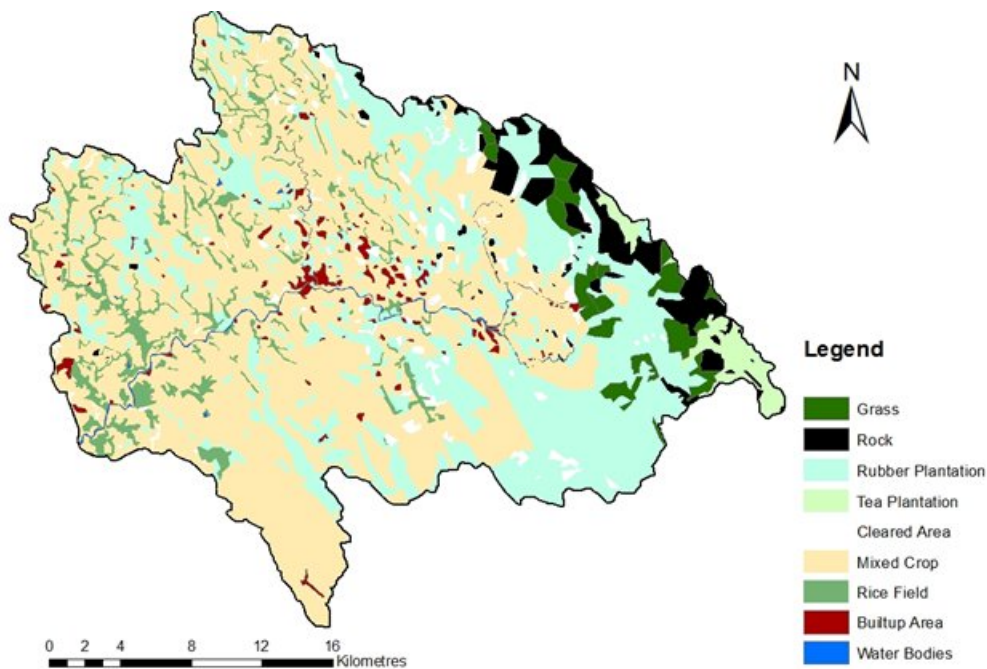 N
Legend
Grass
Rock
Rubber Plantation
Tea Plantation
Cleared Area
Mixed Crop
Rice Field
Builtup Area
Water Bodies
0 2 4 8 12 16
Kilometres